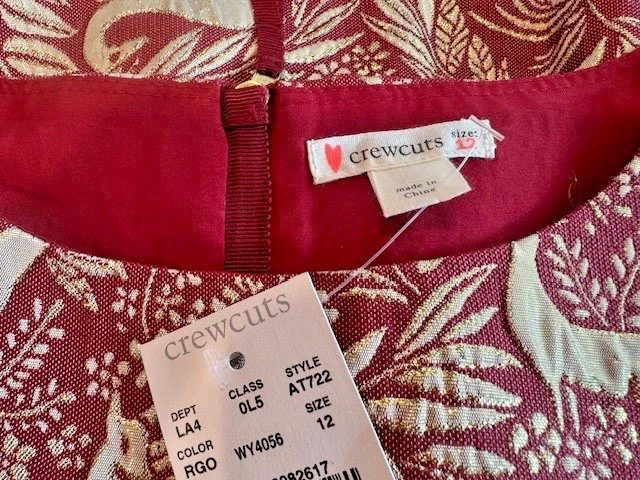 crewcuts size:
12
made in
China
crewcuts
DEPT CLASS STYLE
LA4 0L5 AT722
COLOR WY4056 SIZE
RGO 12